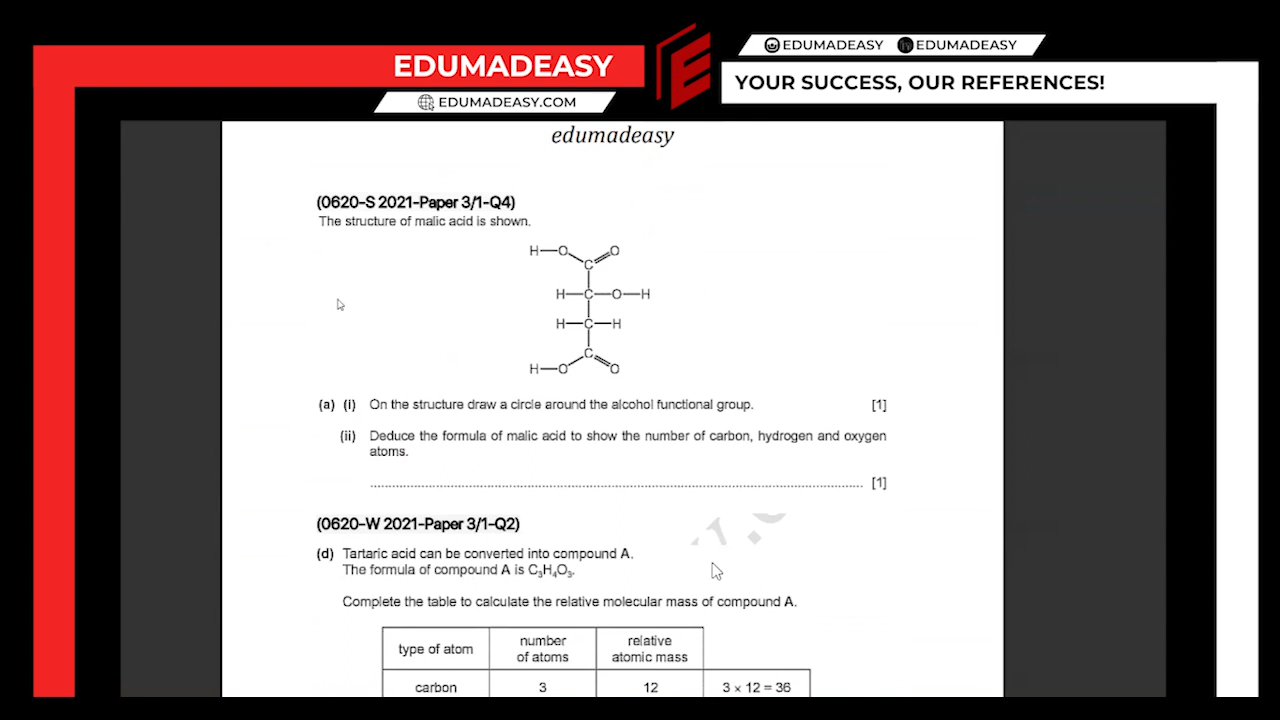 EDUMADEASY
EDUMADEASY.COM
EDUMADEASY EDUMADEASY
YOUR SUCCESS, OUR REFERENCES!
edumadeasy
(0620-S 2021-Paper 3/1-Q4)
The structure of malic acid is shown.
H—O O
C
H—C—O—H
H—C—H
C
H—O O
(a) (i) On the structure draw a circle around the alcohol functional group. [1]
(ii) Deduce the formula of malic acid to show the number of carbon, hydrogen and oxygen
atoms.
[1]
(0620-W 2021-Paper 3/1-Q2)
(d) Tartaric acid can be converted into compound A.
The formula of compound A is C₃H₄O₃.
Complete the table to calculate the relative molecular mass of compound A.
type of atom number of atoms relative atomic mass
carbon 3 12 3 × 12 = 36